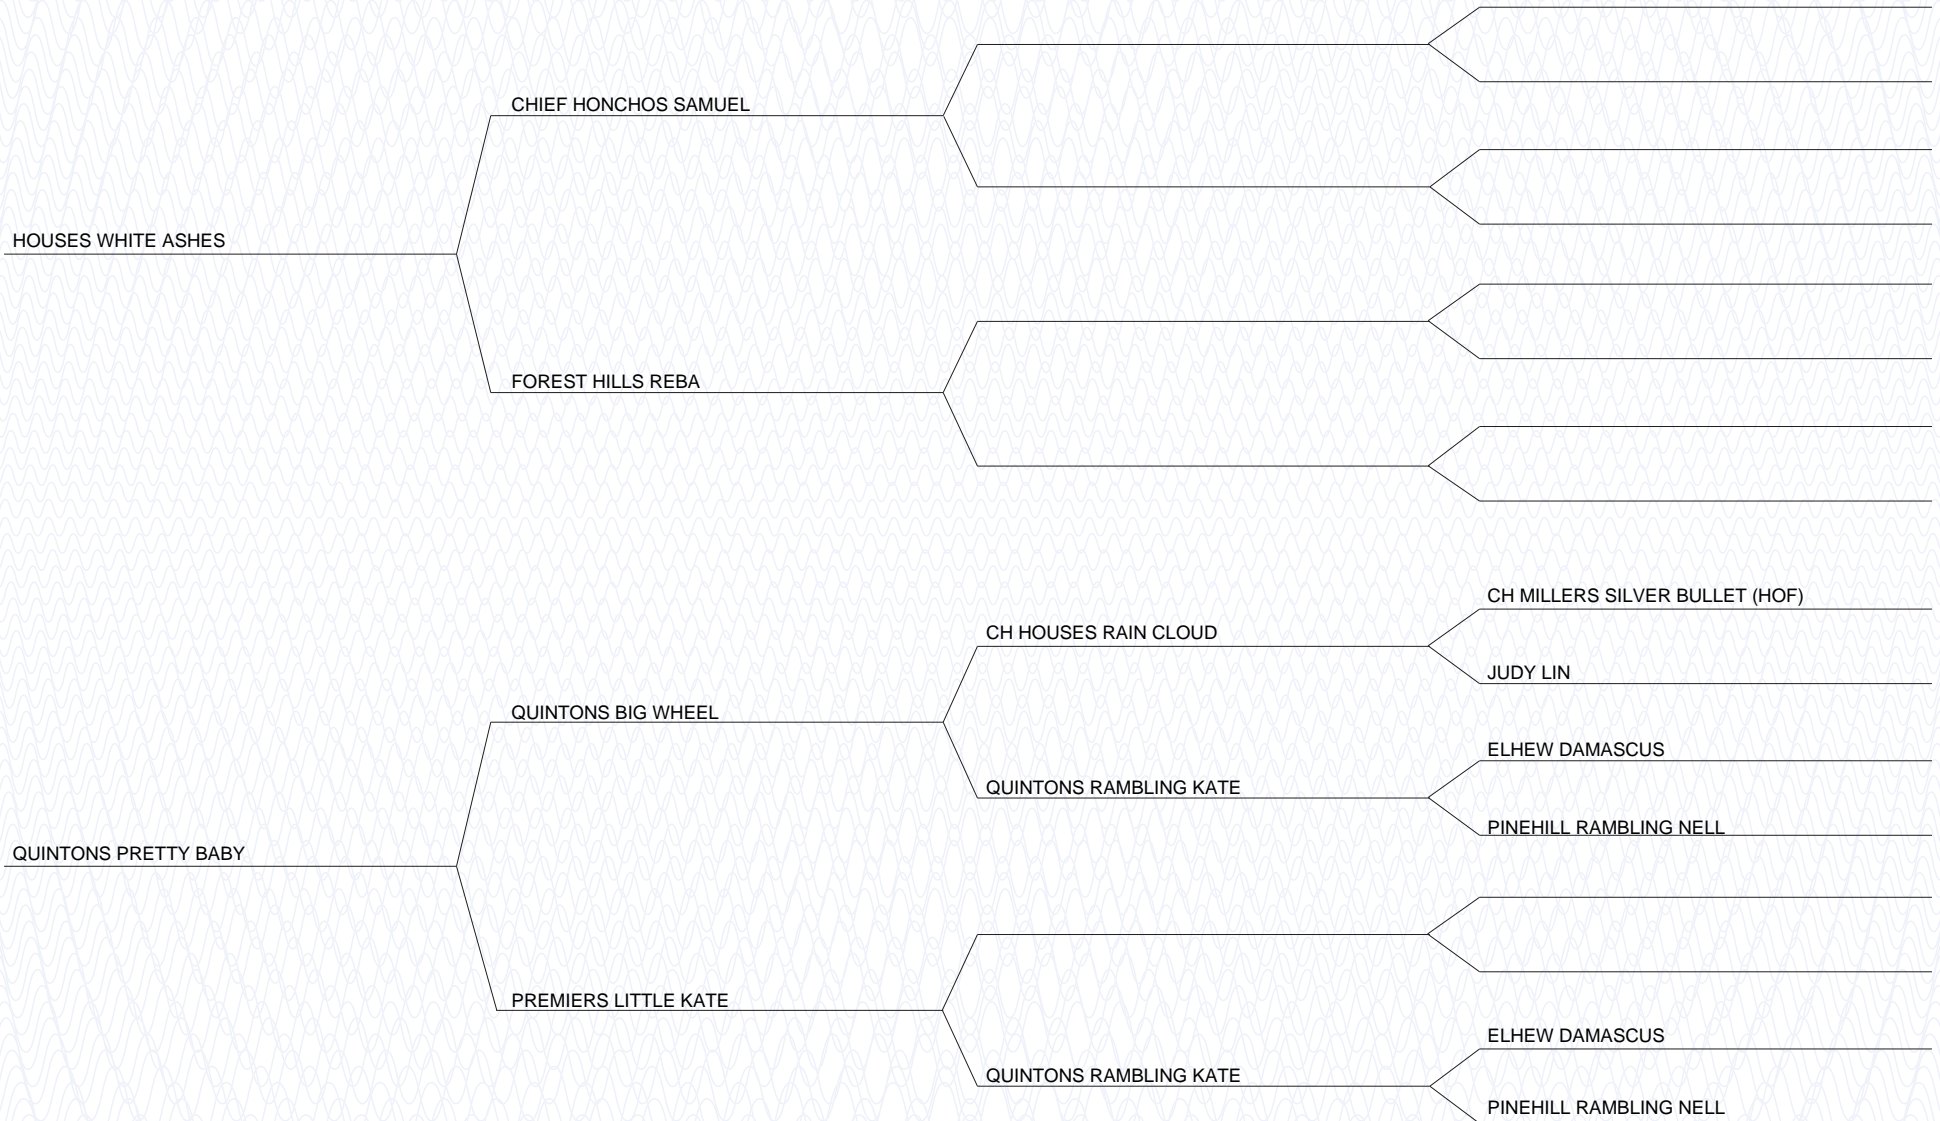 CHIEF HONCHOS SAMUEL
HOUSES WHITE ASHES
FOREST HILLS REBA
CH MILLERS SILVER BULLET (HOF)
CH HOUSES RAIN CLOUD
JUDY LIN
QUINTONS BIG WHEEL
ELHEW DAMASCUS
QUINTONS RAMBLING KATE
PINEHILL RAMBLING NELL
QUINTONS PRETTY BABY
PREMIERS LITTLE KATE
ELHEW DAMASCUS
QUINTONS RAMBLING KATE
PINEHILL RAMBLING NELL